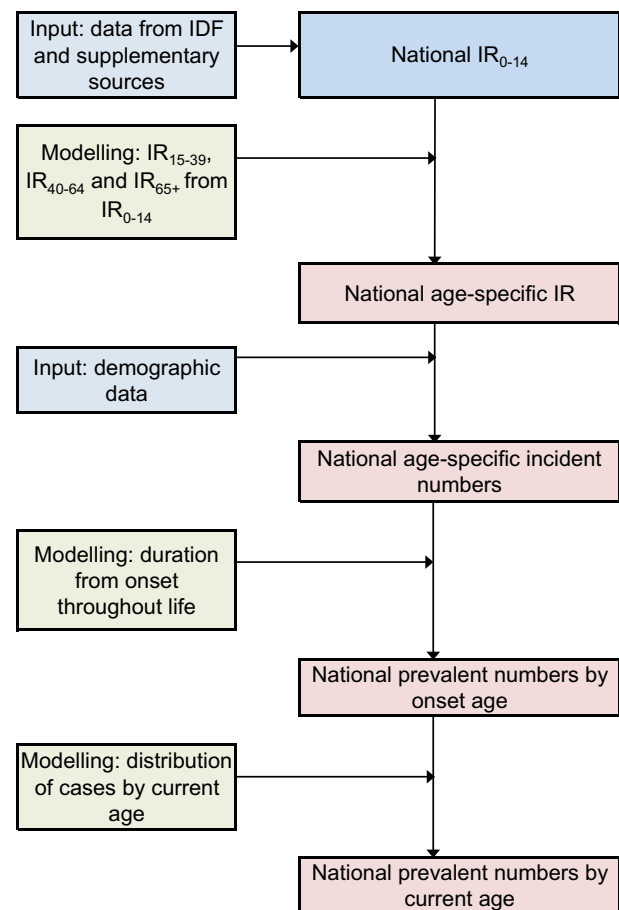 Input: data from IDF
and supplementary
sources
National IR₀₋₁₄
Modelling: IR₁₅₋₃₉,
IR₄₀₋₆₄ and IR₆₅₊ from
IR₀₋₁₄
National age-specific IR
Input: demographic
data
National age-specific incident
numbers
Modelling: duration
from onset
throughout life
National prevalent numbers by
onset age
Modelling: distribution
of cases by current
age
National prevalent numbers by
current age